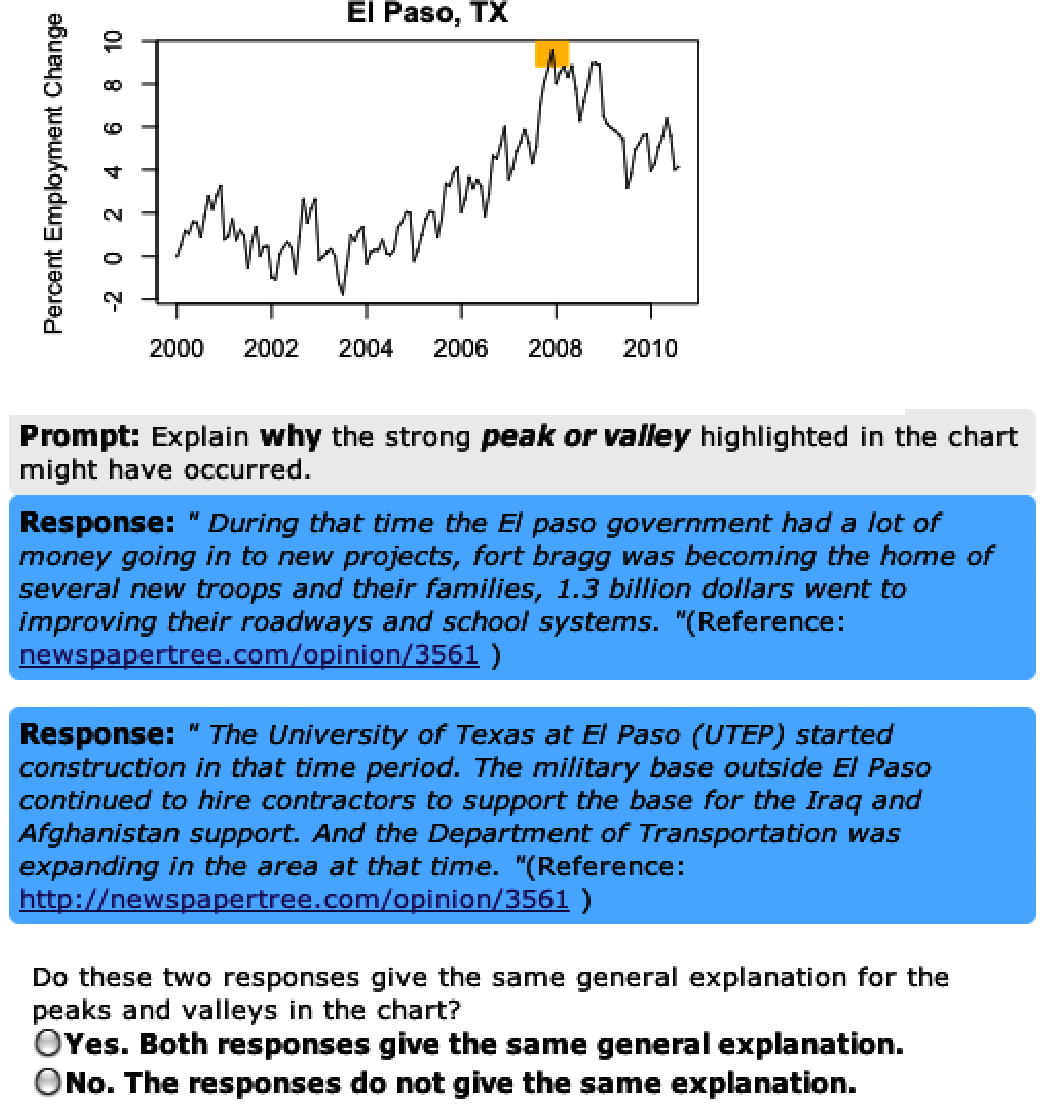 El Paso, TX
Percent Employment Change
10
8
6
4
2
0
-2
2000 2002 2004 2006 2008 2010
Prompt: Explain why the strong peak or valley highlighted in the chart
might have occurred.
Response: " During that time the El paso government had a lot of
money going in to new projects, fort bragg was becoming the home of
several new troops and their families, 1.3 billion dollars went to
improving their roadways and school systems. "(Reference:
newspapertree.com/opinion/3561 )
Response: " The University of Texas at El Paso (UTEP) started
construction in that time period. The military base outside El Paso
continued to hire contractors to support the base for the Iraq and
Afghanistan support. And the Department of Transportation was
expanding in the area at that time. "(Reference:
http://newspapertree.com/opinion/3561 )
Do these two responses give the same general explanation for the
peaks and valleys in the chart?
Yes. Both responses give the same general explanation.
No. The responses do not give the same explanation.